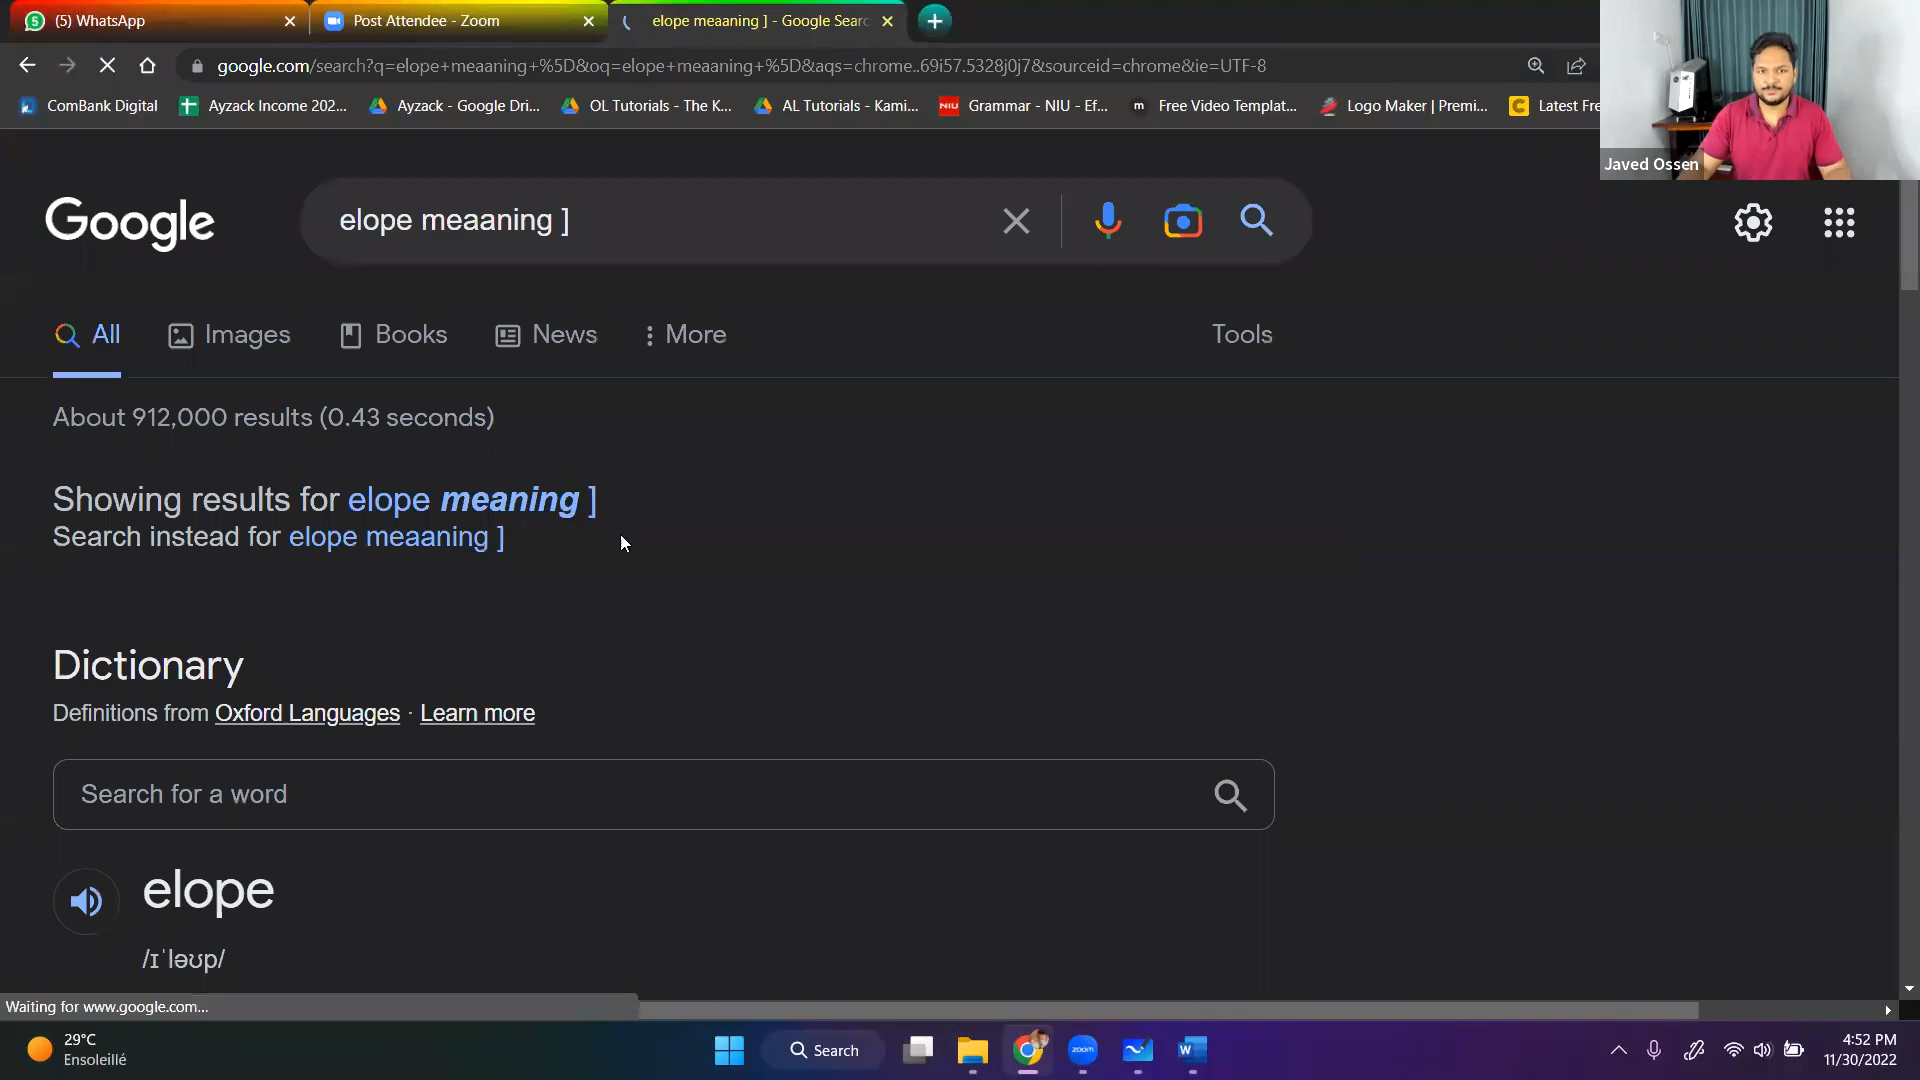 (5) WhatsApp
Post Attendee - Zoom
elope meaaning ] - Google Sear
google.com/search?q=elope+meaaning+%5D&oq=elope+meaaning+%5D&aqs=chrome..69i57.5328j0j7&sourceid=chrome&ie=UTF-8
ComBank Digital
Ayzack Income 202...
Ayzack - Google Dri...
OL Tutorials - The K...
AL Tutorials - Kami...
NIU
Grammar - NIU - Ef...
m
Free Video Templat...
Logo Maker | Premi...
Latest Fre
Javed Ossen
Google
elope meaaning ]
All
Images
Books
News
More
Tools
About 912,000 results (0.43 seconds)
Showing results for elope meaning ]
Search instead for elope meaaning ]
Dictionary
Definitions from Oxford Languages · Learn more
Search for a word
elope
/ɪˈləʊp/
Waiting for www.google.com...
29°C
Ensoleillé
Search
zoom
W
4:52 PM
11/30/2022